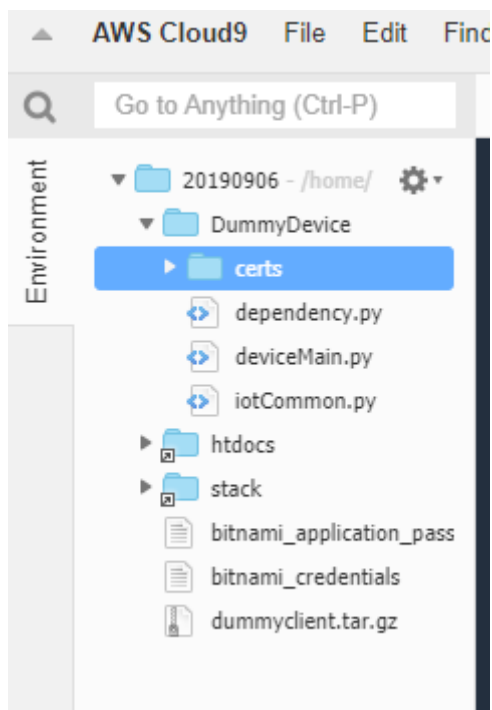 AWS Cloud9 File Edit
Go to Anything (Ctrl-P)
Environment
20190906 - /home/
DummyDevice
certs
dependency.py
deviceMain.py
iotCommon.py
htdocs
stack
bitnami_application_pass
bitnami_credentials
dummyclient.tar.gz